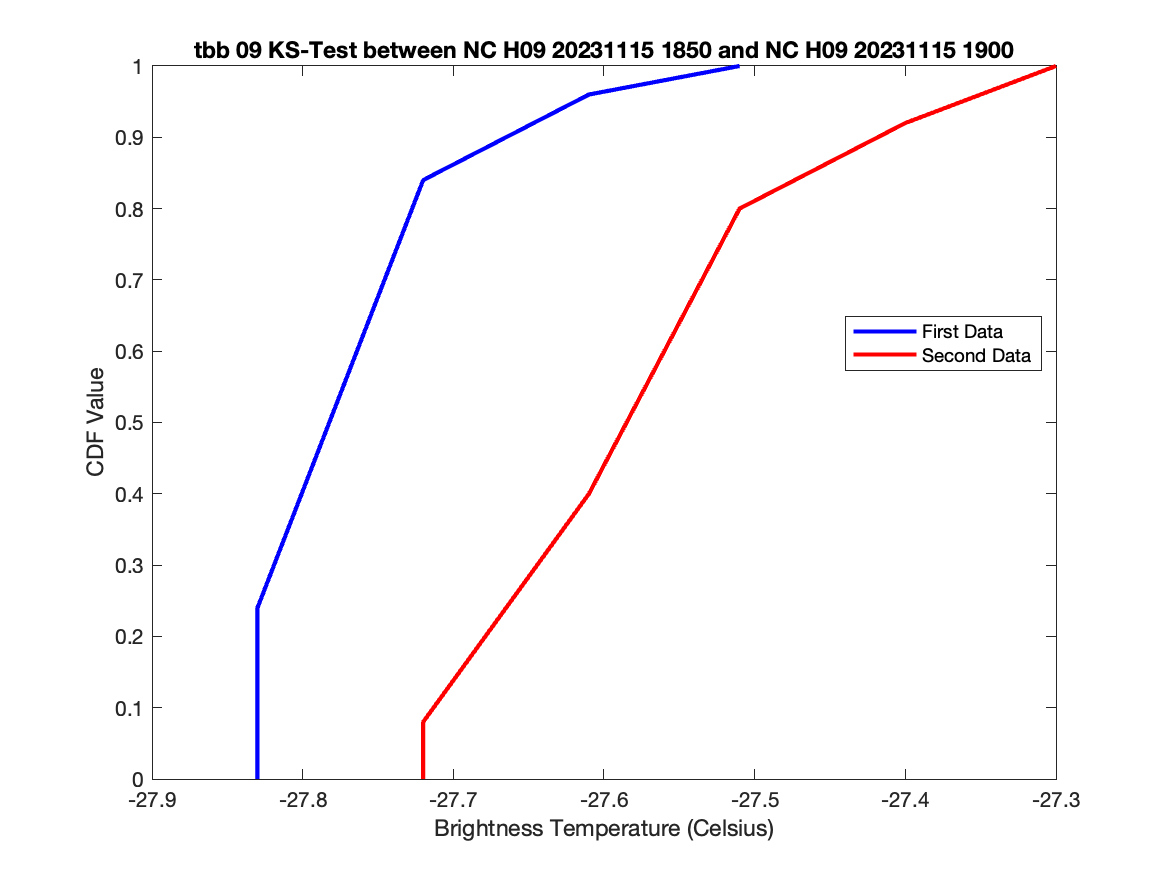 tbb 09 KS-Test between NC H09 20231115 1850 and NC H09 20231115 1900
1
0.9
0.8
0.7
0.6
0.5
0.4
0.3
0.2
0.1
0
CDF Value
First Data
Second Data
-27.9 -27.8 -27.7 -27.6 -27.5 -27.4 -27.3
Brightness Temperature (Celsius)